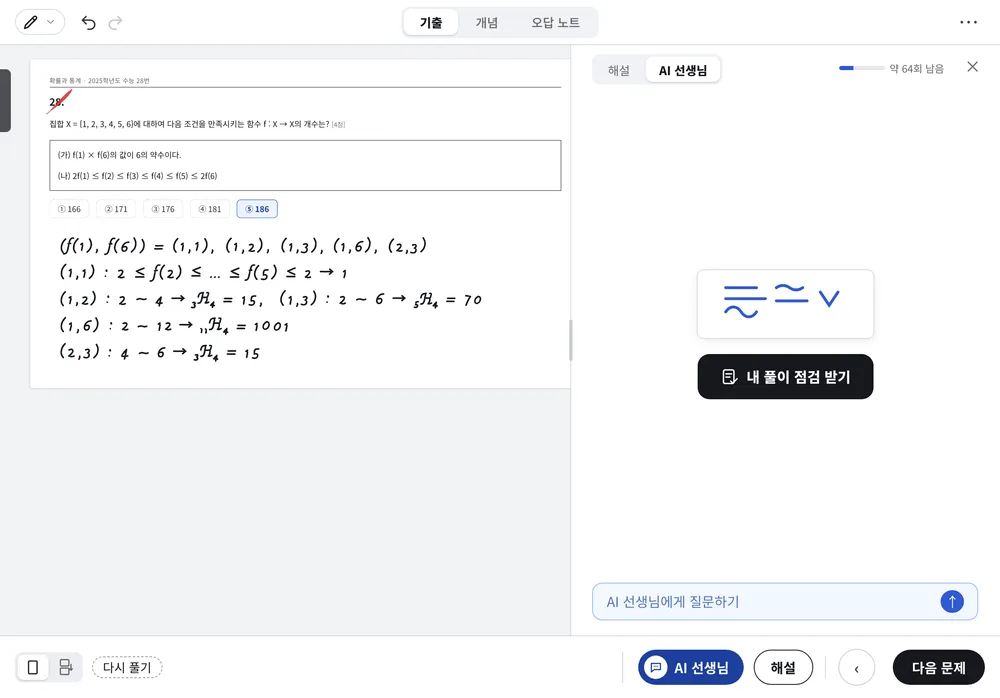 기출
개념
오답 노트
확률과 통계 · 2025학년도 수능 28번
28.
집합 X = {1, 2, 3, 4, 5, 6}에 대하여 다음 조건을 만족시키는 함수 f : X → X의 개수는? [4점]
(가) f(1) × f(6)의 값이 6의 약수이다.
(나) 2f(1) ≤ f(2) ≤ f(3) ≤ f(4) ≤ f(5) ≤ 2f(6)
① 166 ② 171 ③ 176 ④ 181 ⑤ 186
(f(1), f(6)) = (1,1), (1,2), (1,3), (1,6), (2,3)
(1,1) : 2 ≤ f(2) ≤ ... ≤ f(5) ≤ 2 → 1
(1,2) : 2 ~ 4 → ₃H₄ = 15, (1,3) : 2 ~ 6 → ₅H₄ = 70
(1,6) : 2 ~ 12 → ₁₁H₄ = 1001
(2,3) : 4 ~ 6 → ₃H₄ = 15
해설
AI 선생님
약 64회 남음
내 풀이 점검 받기
AI 선생님에게 질문하기
다시 풀기
AI 선생님
해설
다음 문제